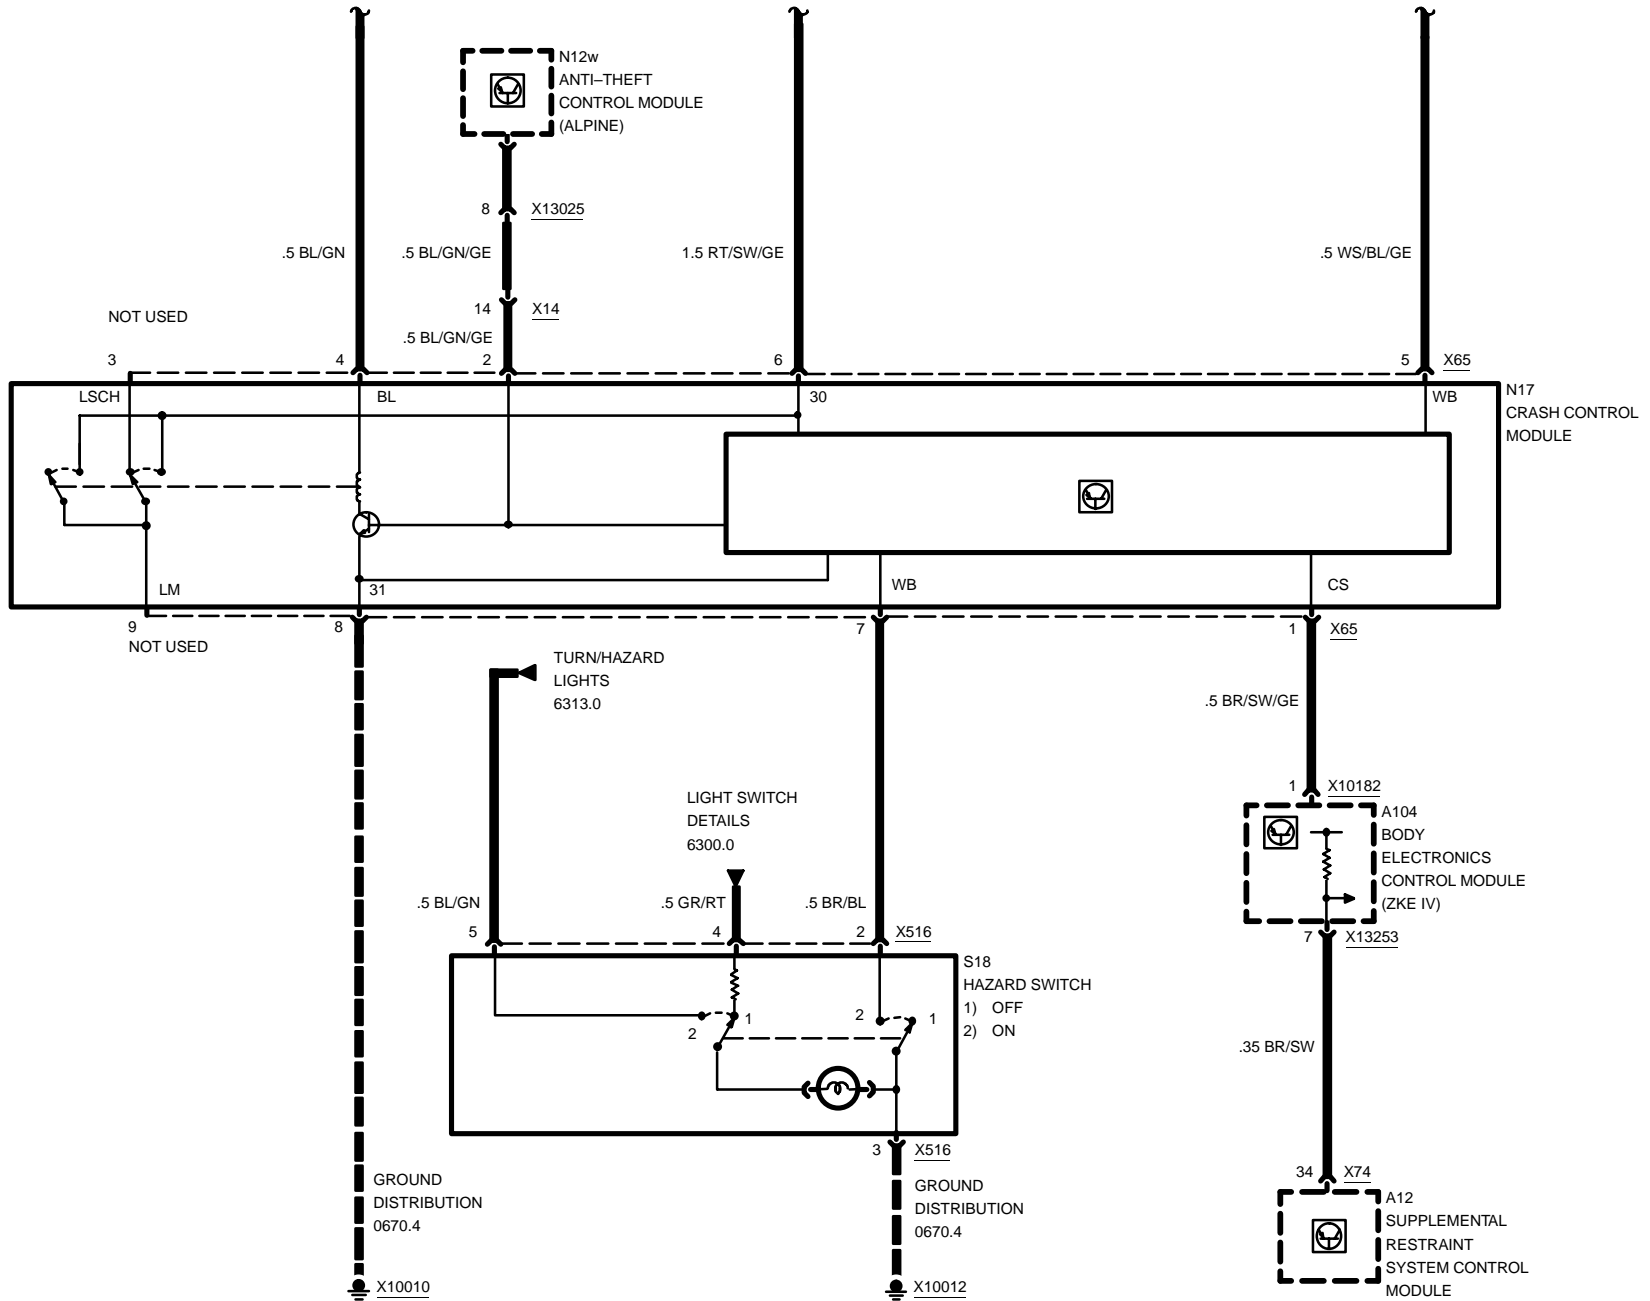 N12w
ANTI–THEFT
CONTROL MODULE
(ALPINE)
8 X13025
.5 BL/GN
.5 BL/GN/GE
1.5 RT/SW/GE
.5 WS/BL/GE
14 X14
NOT USED
.5 BL/GN/GE
3
4
2
6
5 X65
LSCH
BL
30
WB
N17
CRASH CONTROL
MODULE
LM
31
WB
CS
9
NOT USED
8
7
1 X65
TURN/HAZARD
LIGHTS
6313.0
.5 BR/SW/GE
1 X10182
LIGHT SWITCH
DETAILS
6300.0
A104
BODY
ELECTRONICS
CONTROL MODULE
(ZKE IV)
.5 BL/GN
.5 GR/RT
.5 BR/BL
5
4
2 X516
7 X13253
S18
HAZARD SWITCH
1) OFF
2) ON
2
1
2
1
.35 BR/SW
3 X516
34 X74
GROUND
DISTRIBUTION
0670.4
GROUND
DISTRIBUTION
0670.4
A12
SUPPLEMENTAL
RESTRAINT
SYSTEM CONTROL
MODULE
X10010
X10012